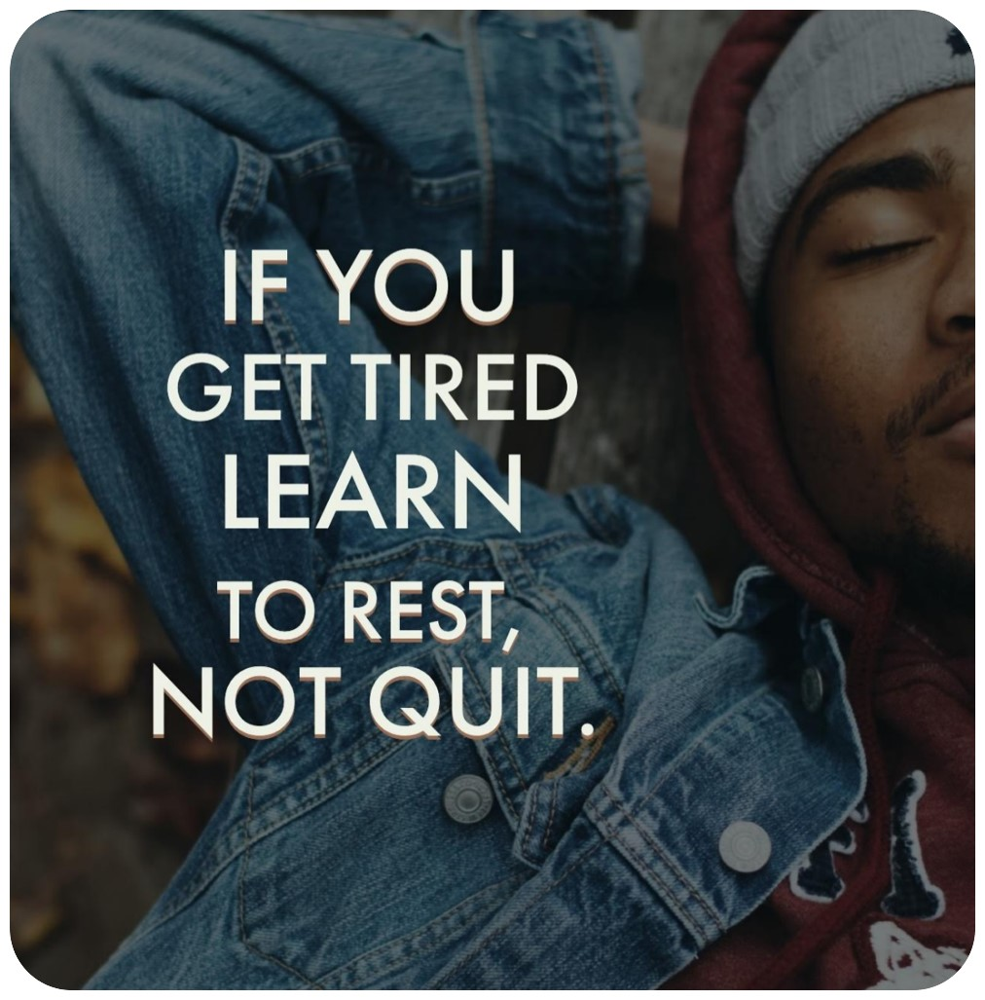 IF YOU
GET TIRED
LEARN
TO REST,
NOT QUIT.